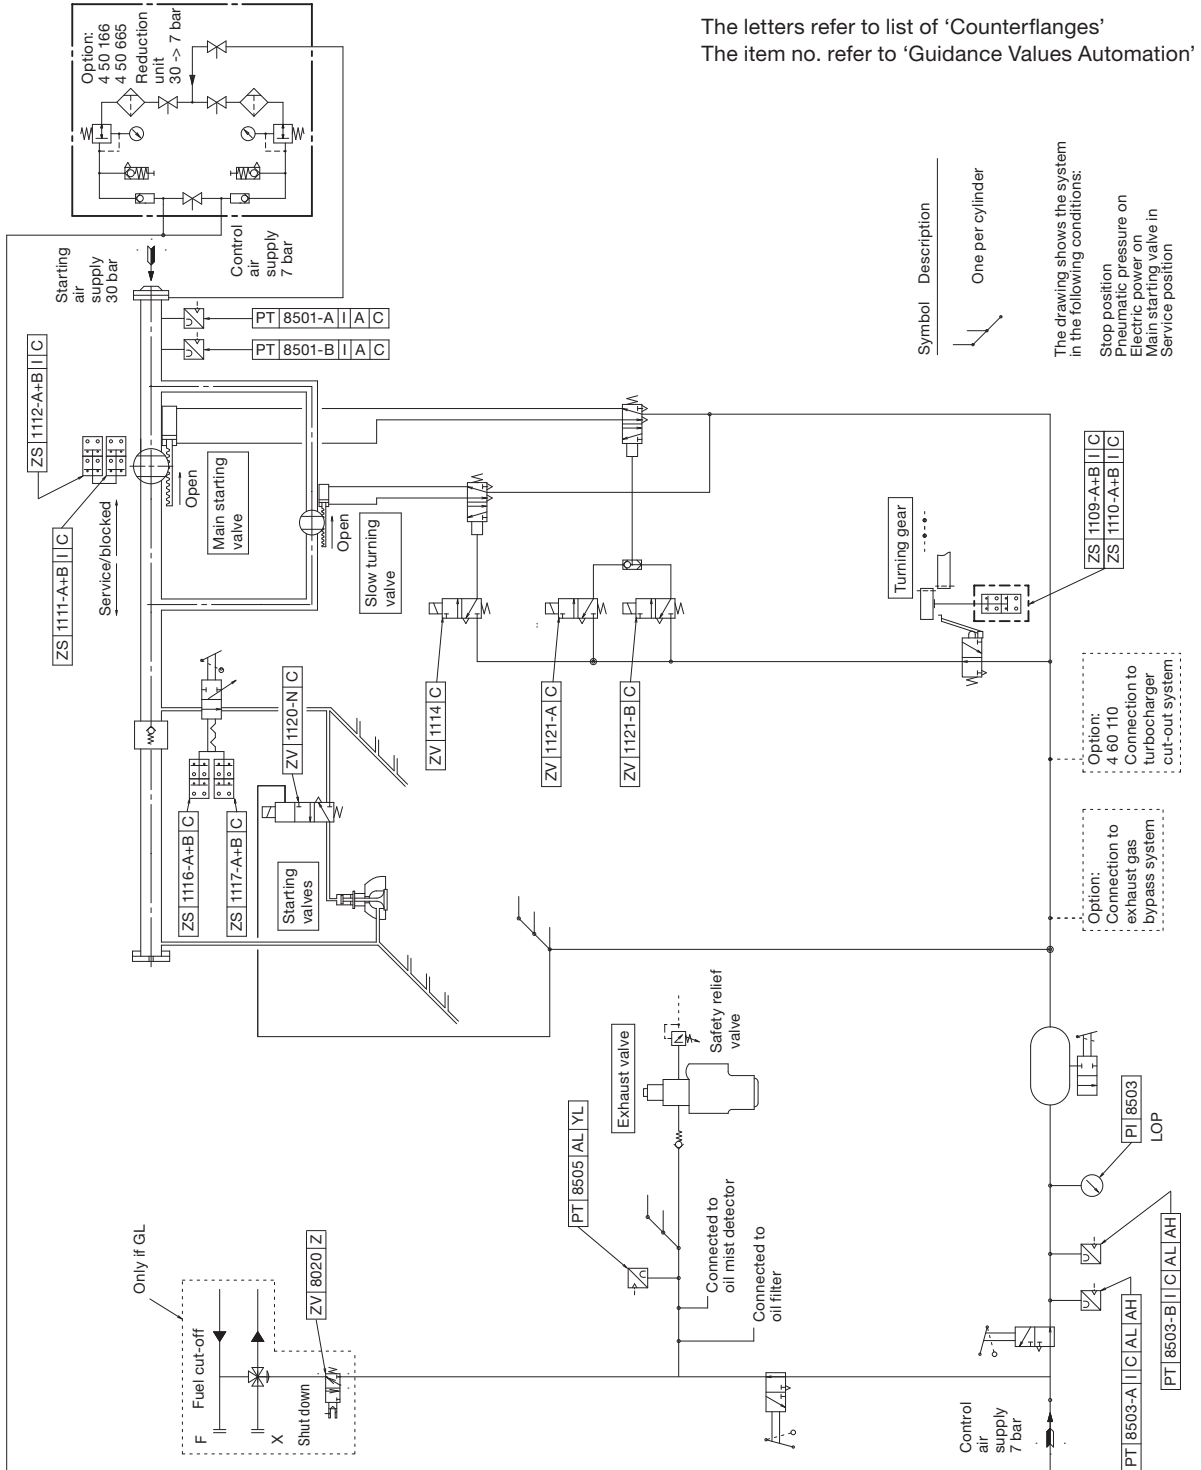 The letters refer to list of ‘Counterflanges’
The item no. refer to ‘Guidance Values Automation’
Option:
4 50 166
4 50 665
Reduction
unit
30 -> 7 bar
Starting
air
supply
30 bar
Control
air
supply
7 bar
PT 8501-A I A C
PT 8501-B I A C
ZS 1112-A+B I C
ZS 1111-A+B I C
Service/blocked
Open
Main starting
valve
Open
Slow turning
valve
ZS 1116-A+B C
ZS 1117-A+B C
ZV 1120-N C
Starting
valves
ZV 1114 C
ZV 1121-A C
ZV 1121-B C
Turning gear
ZS 1109-A+B I C
ZS 1110-A+B I C
Symbol Description
One per cylinder
The drawing shows the system
in the following conditions:
Stop position
Pneumatic pressure on
Electric power on
Main starting valve in
Service position
Option:
4 60 110
Connection to
turbocharger
cut-out system
Option:
Connection to
exhaust gas
bypass system
Exhaust valve
Safety relief
valve
PT 8505 AL YL
Connected to
oil mist detector
Connected to
oil filter
Only if GL
Fuel cut-off
F
X
Shut down
ZV 8020 Z
PI 8503
LOP
PT 8503-B I C AL AH
PT 8503-A I C AL AH
Control
air
supply
7 bar